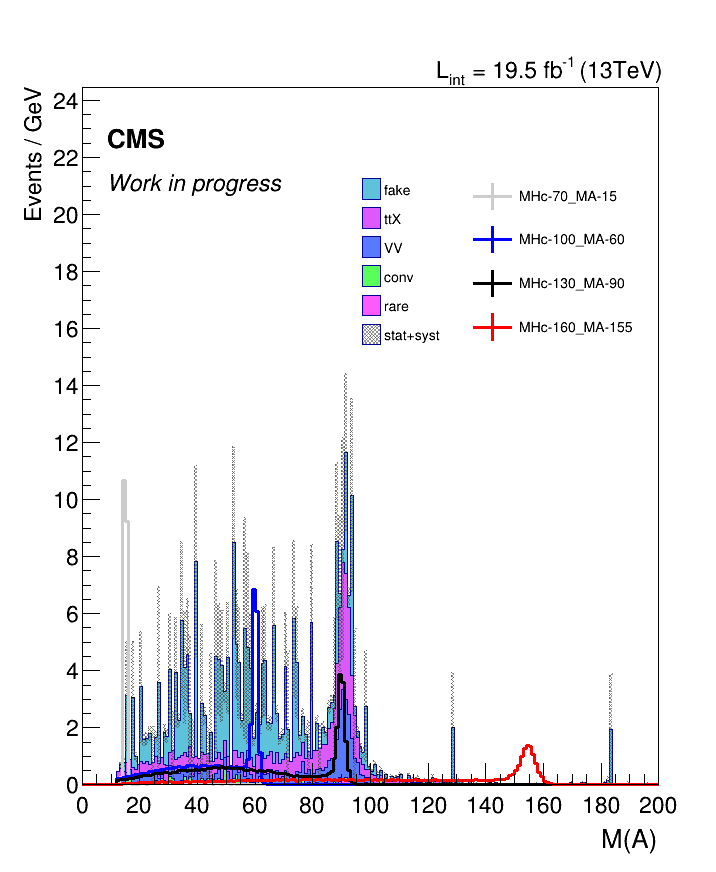 L_int = 19.5 fb^-1 (13TeV)
Events / GeV
CMS
Work in progress
fake
ttX
VV
conv
rare
stat+syst
MHc-70_MA-15
MHc-100_MA-60
MHc-130_MA-90
MHc-160_MA-155
24
22
20
18
16
14
12
10
8
6
4
2
0
0 20 40 60 80 100 120 140 160 180 200
M(A)